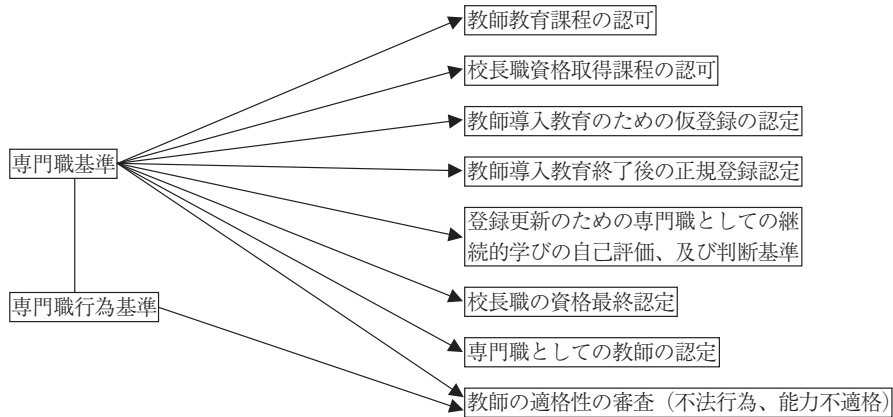 教師教育課程の認可
校長職資格取得課程の認可
教師導入教育のための仮登録の認定
専門職基準
教師導入教育終了後の正規登録認定
登録更新のための専門職としての継
続的学びの自己評価、及び判断基準
専門職行為基準
校長職の資格最終認定
専門職としての教師の認定
教師の適格性の審査（不法行為、能力不適格）